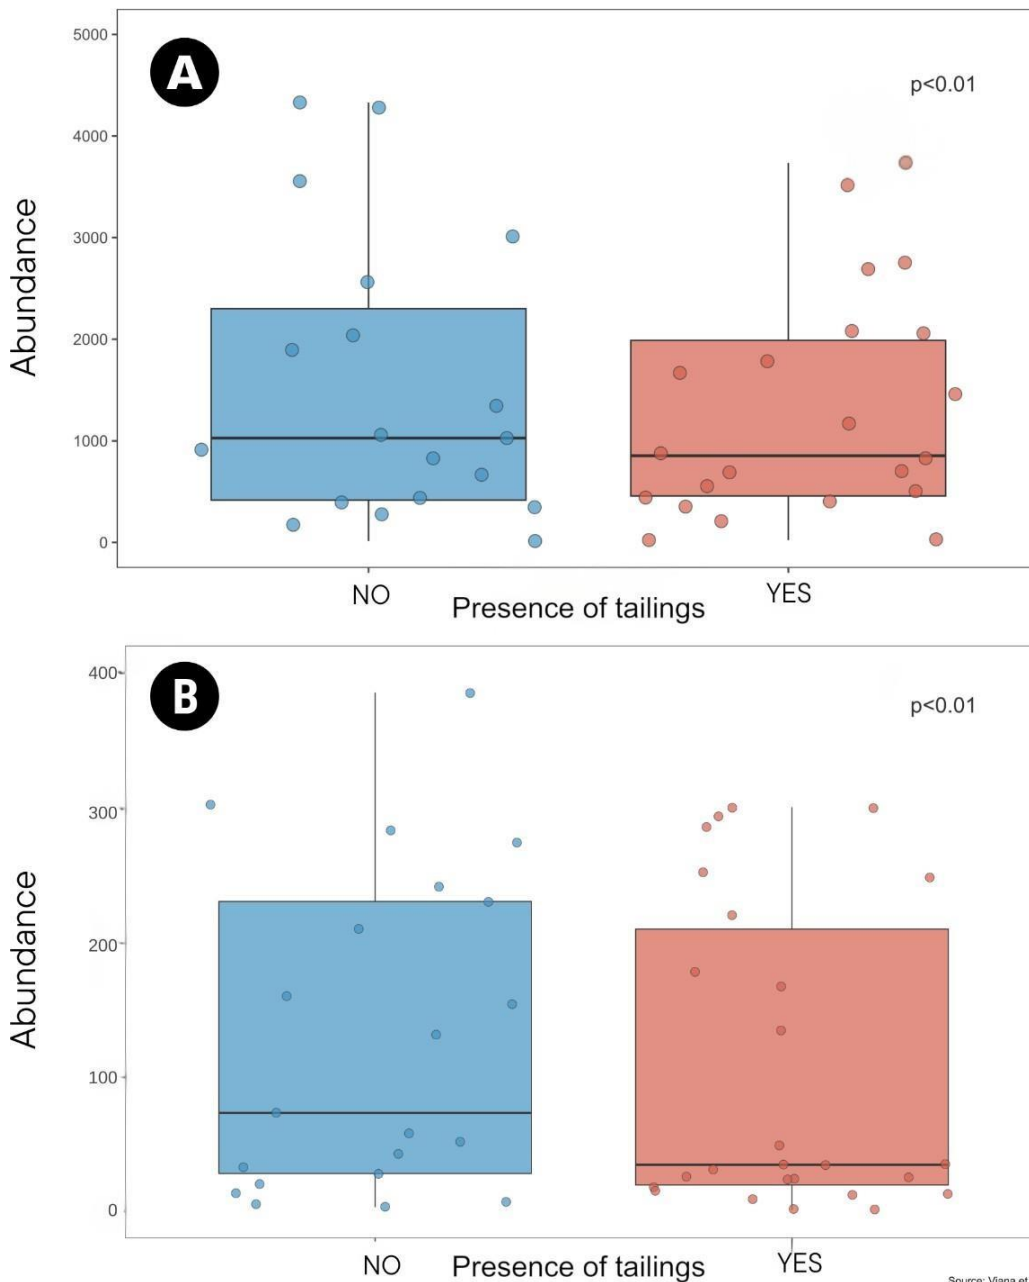 A
p<0.01
5000
4000
3000
2000
1000
0
Abundance
NO
YES
Presence of tailings
B
p<0.01
400
300
200
100
0
Abundance
NO
YES
Presence of tailings
Source: Viana et